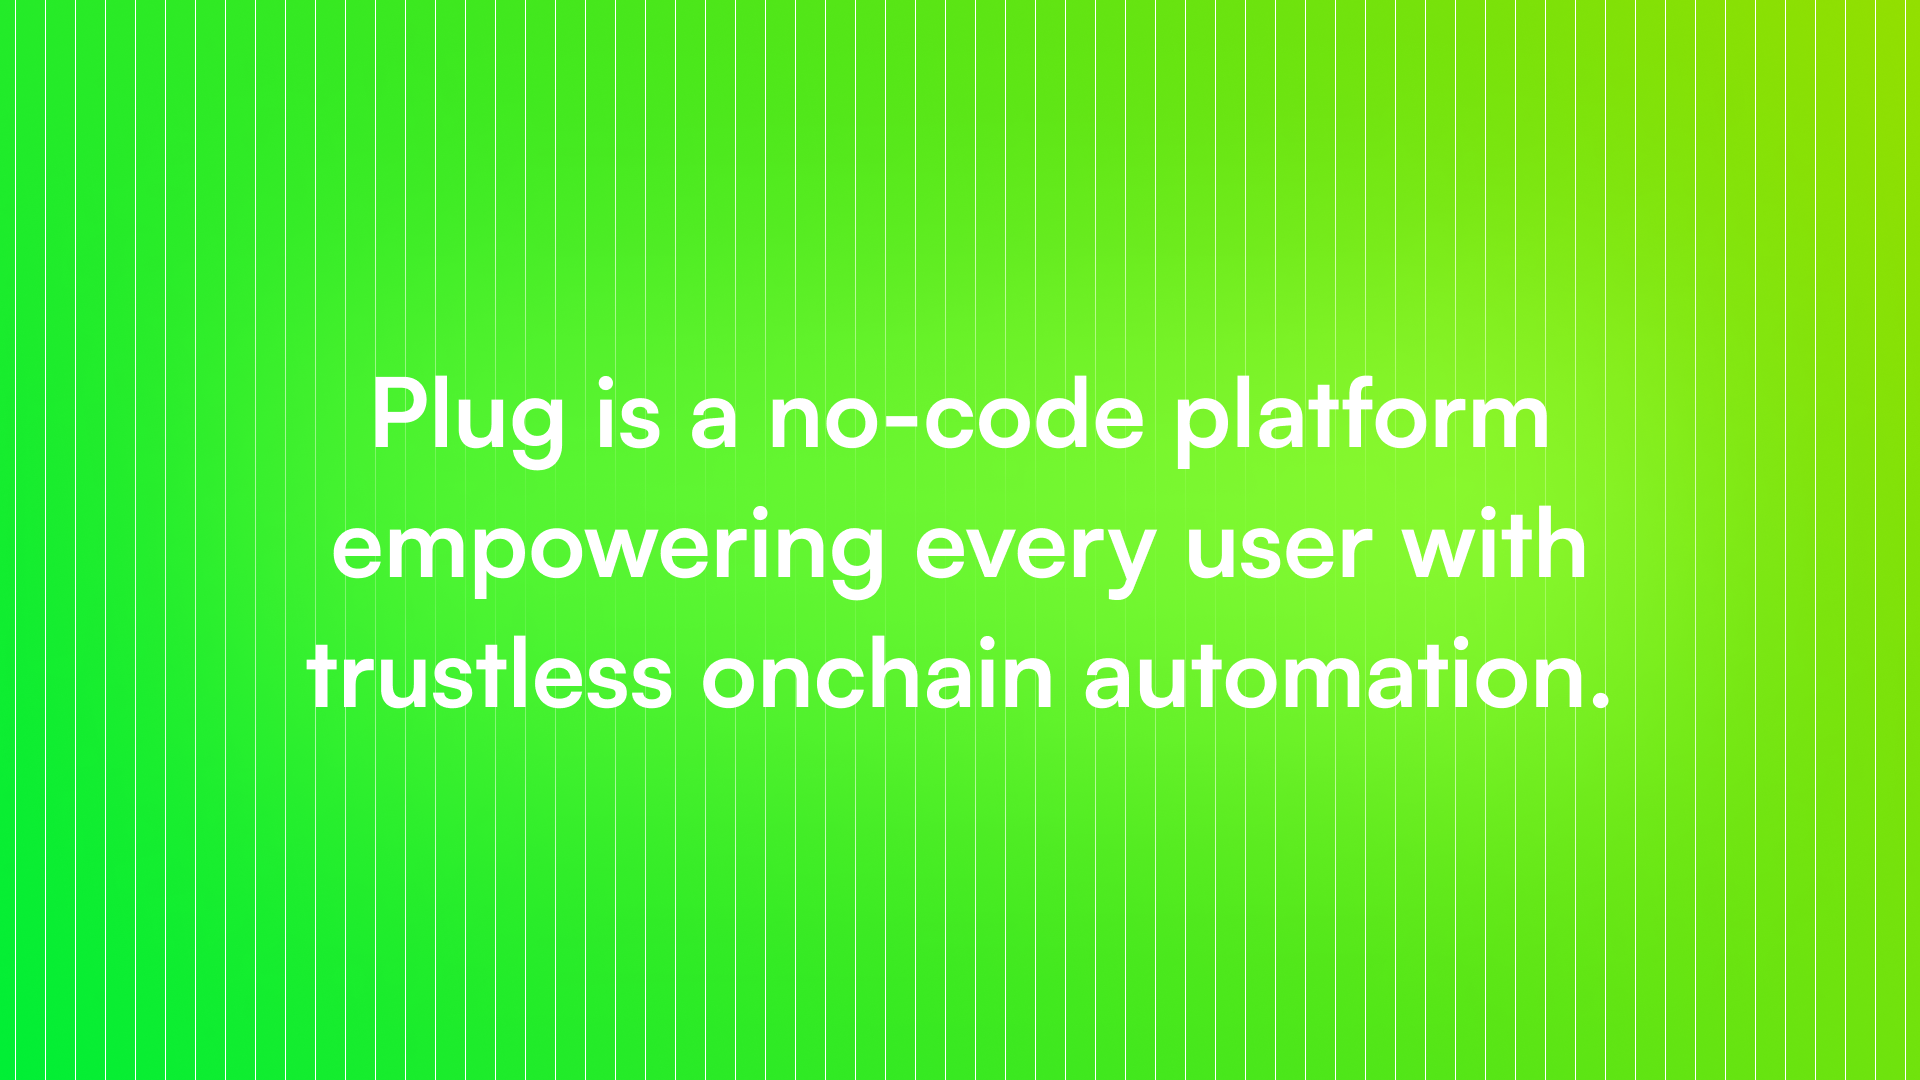 Plug is a no-code platform
empowering every user with
trustless onchain automation.